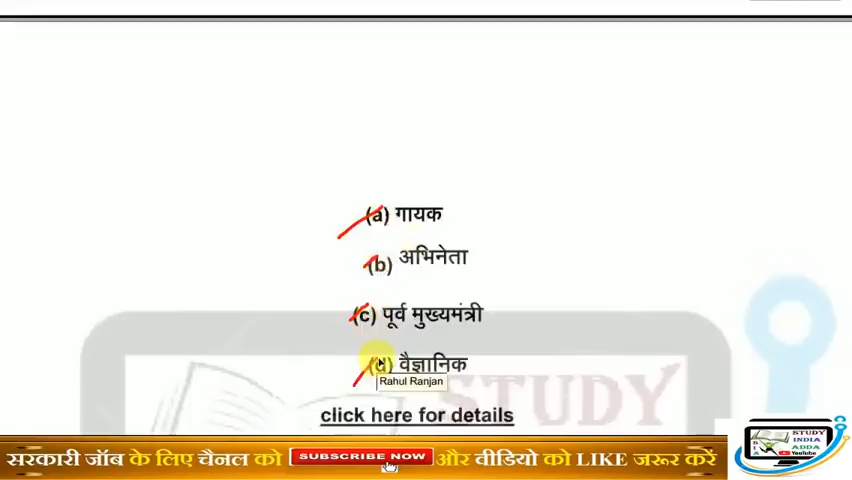 (a) गायक
(b) अभिनेता
(c) पूर्व मुख्यमंत्री
(d) वैज्ञानिक
Rahul Ranjan
STUDY
click here for details
सरकारी जॉब के लिए चैनल को SUBSCRIBE NOW और वीडियो को LIKE जरूर करें
STUDY
INDIA
ADDA
YouTube